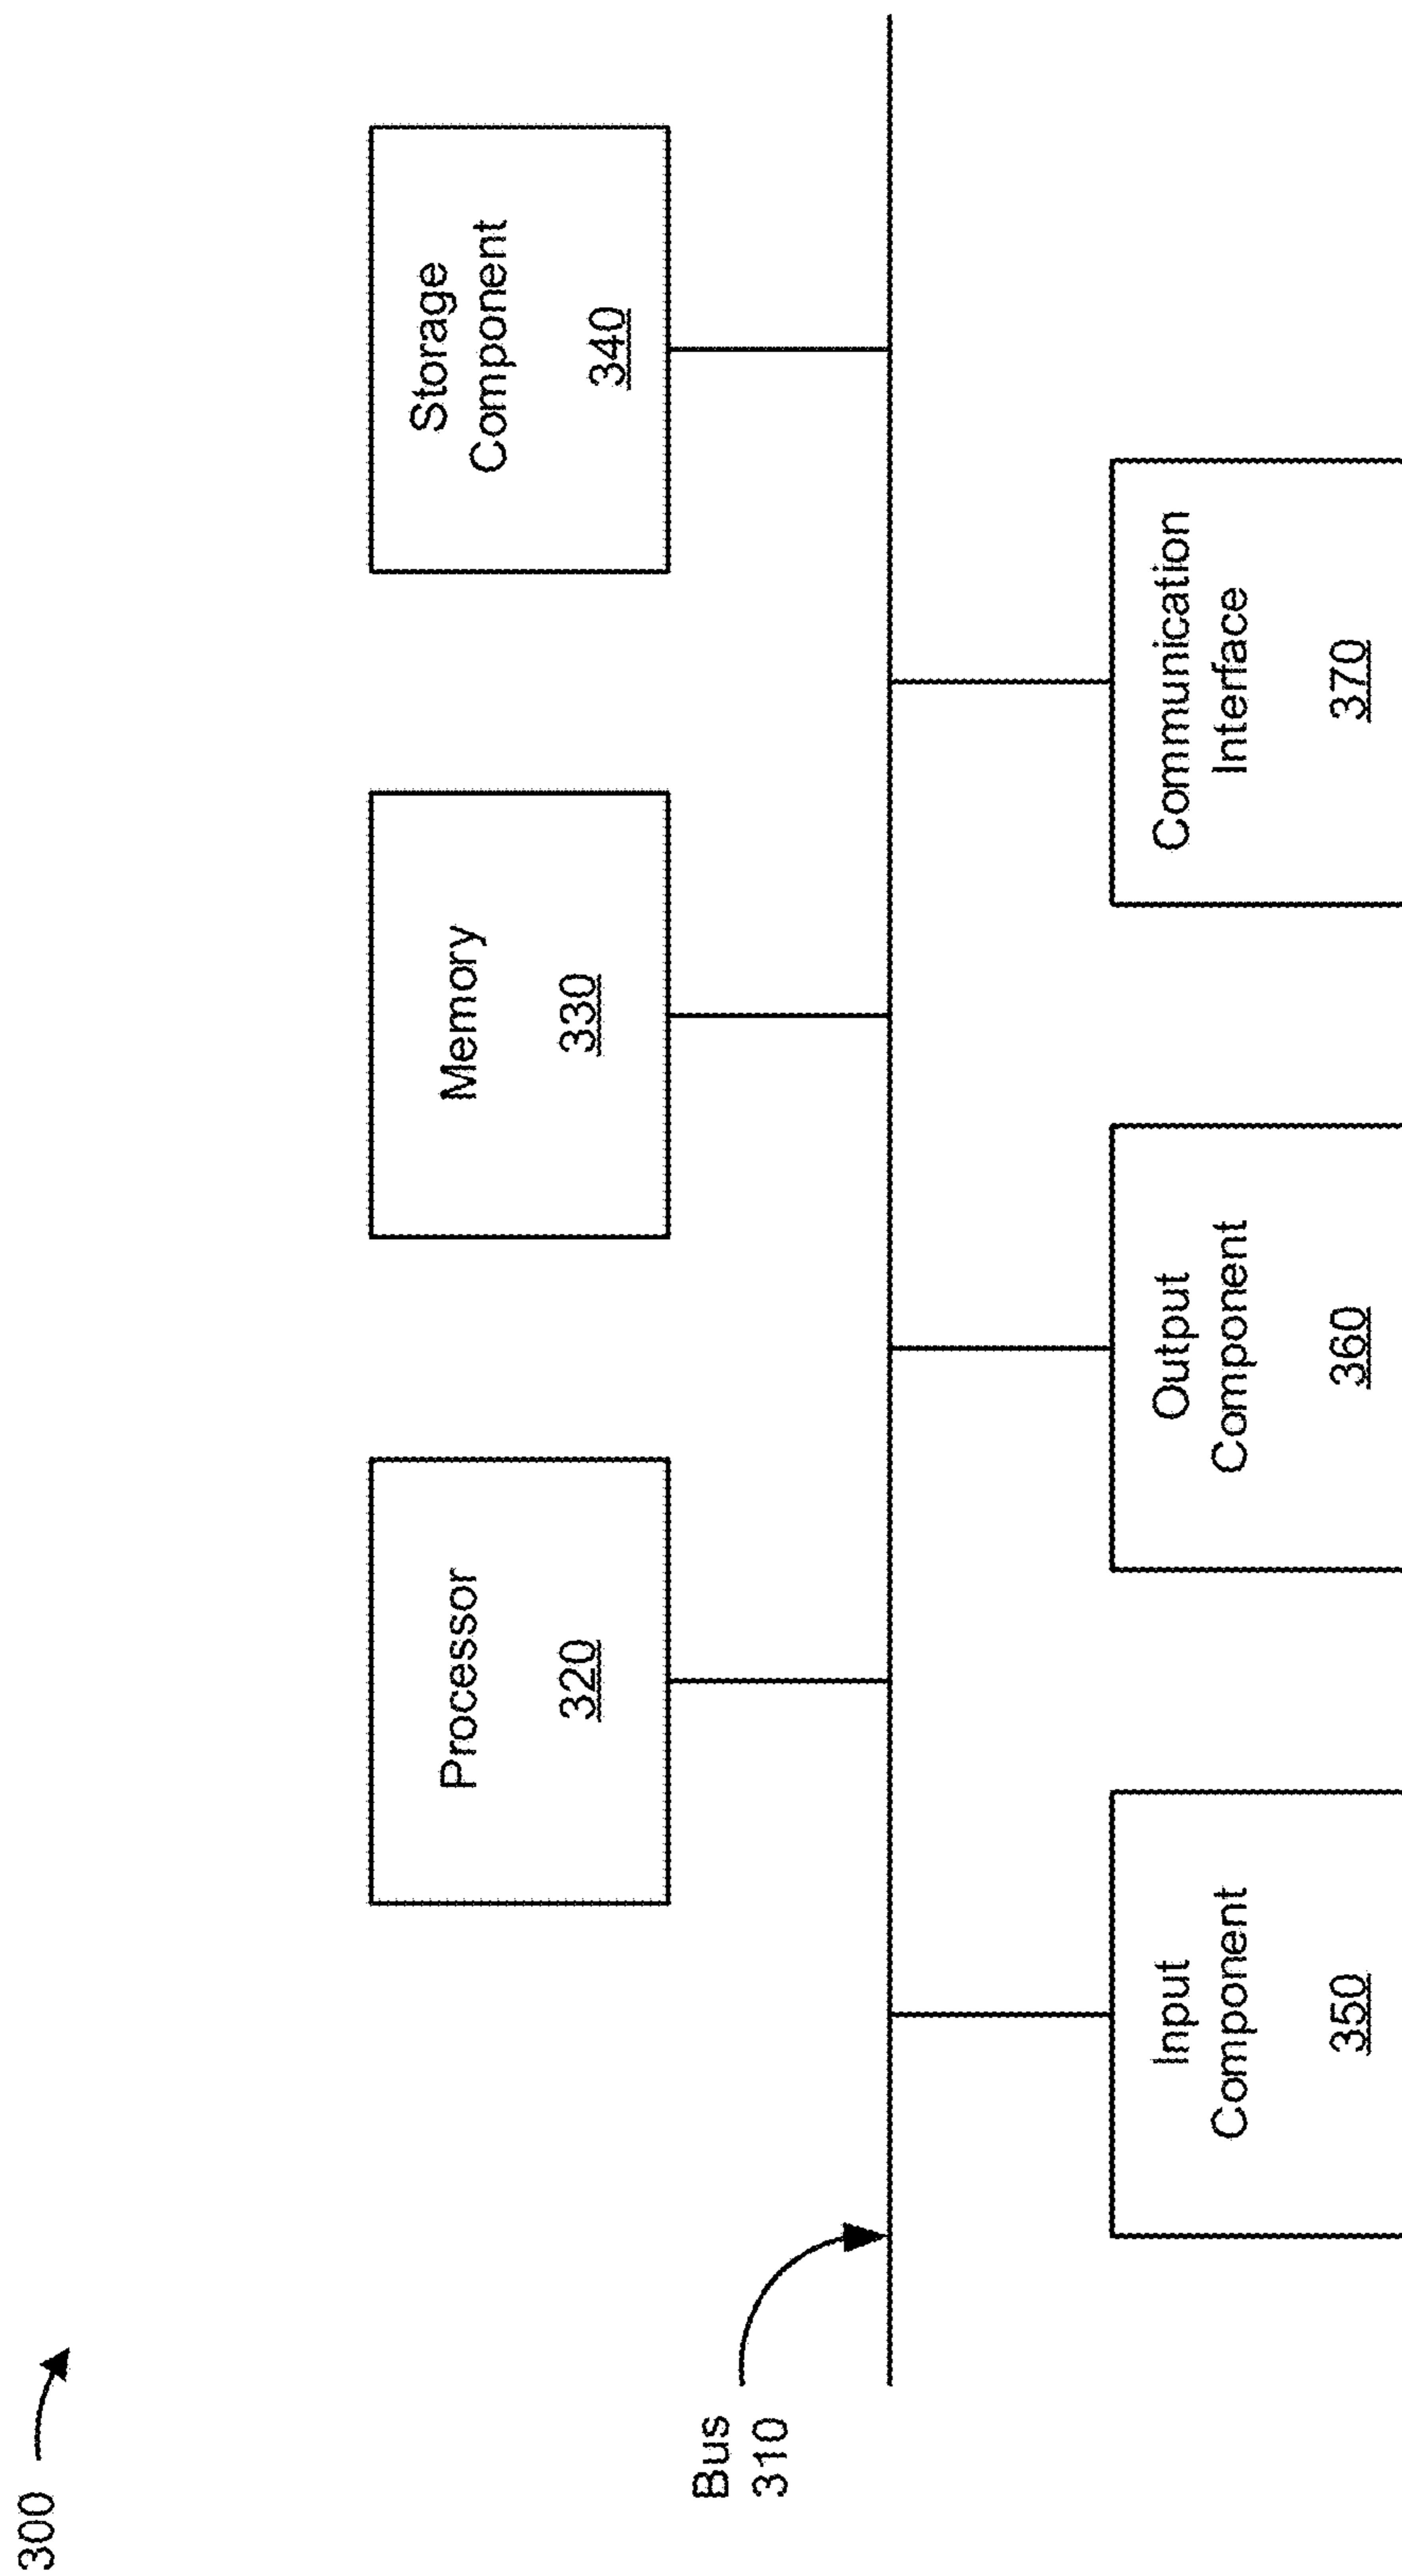 300
Processor
320
Memory
330
Storage
Component
340
Bus
310
Input
Component
350
Output
Component
360
Communication
Interface
370